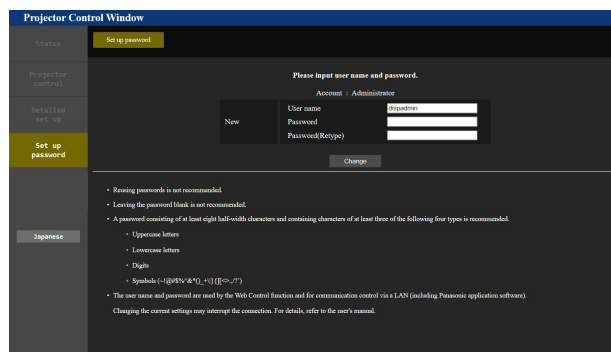 Projector Control Window
Status
Set up password
Projector
control
Detailed
set up
Set up
password
Japanese
Please input user name and password.
Account : Administrator
New
User name
dispadmin
Password
Password(Retype)
Change
• Reusing passwords is not recommended.
• Leaving the password blank is not recommended.
• A password consisting of at least eight half-width characters and containing characters of at least three of the following four types is recommended.
• Uppercase letters
• Lowercase letters
• Digits
• Symbols (~!@#$%^&*()_+\|}{][<>.,/?`)
• The user name and password are used by the Web Control function and for communication control via a LAN (including Panasonic application software).
Changing the current settings may interrupt the connection. For details, refer to the user's manual.